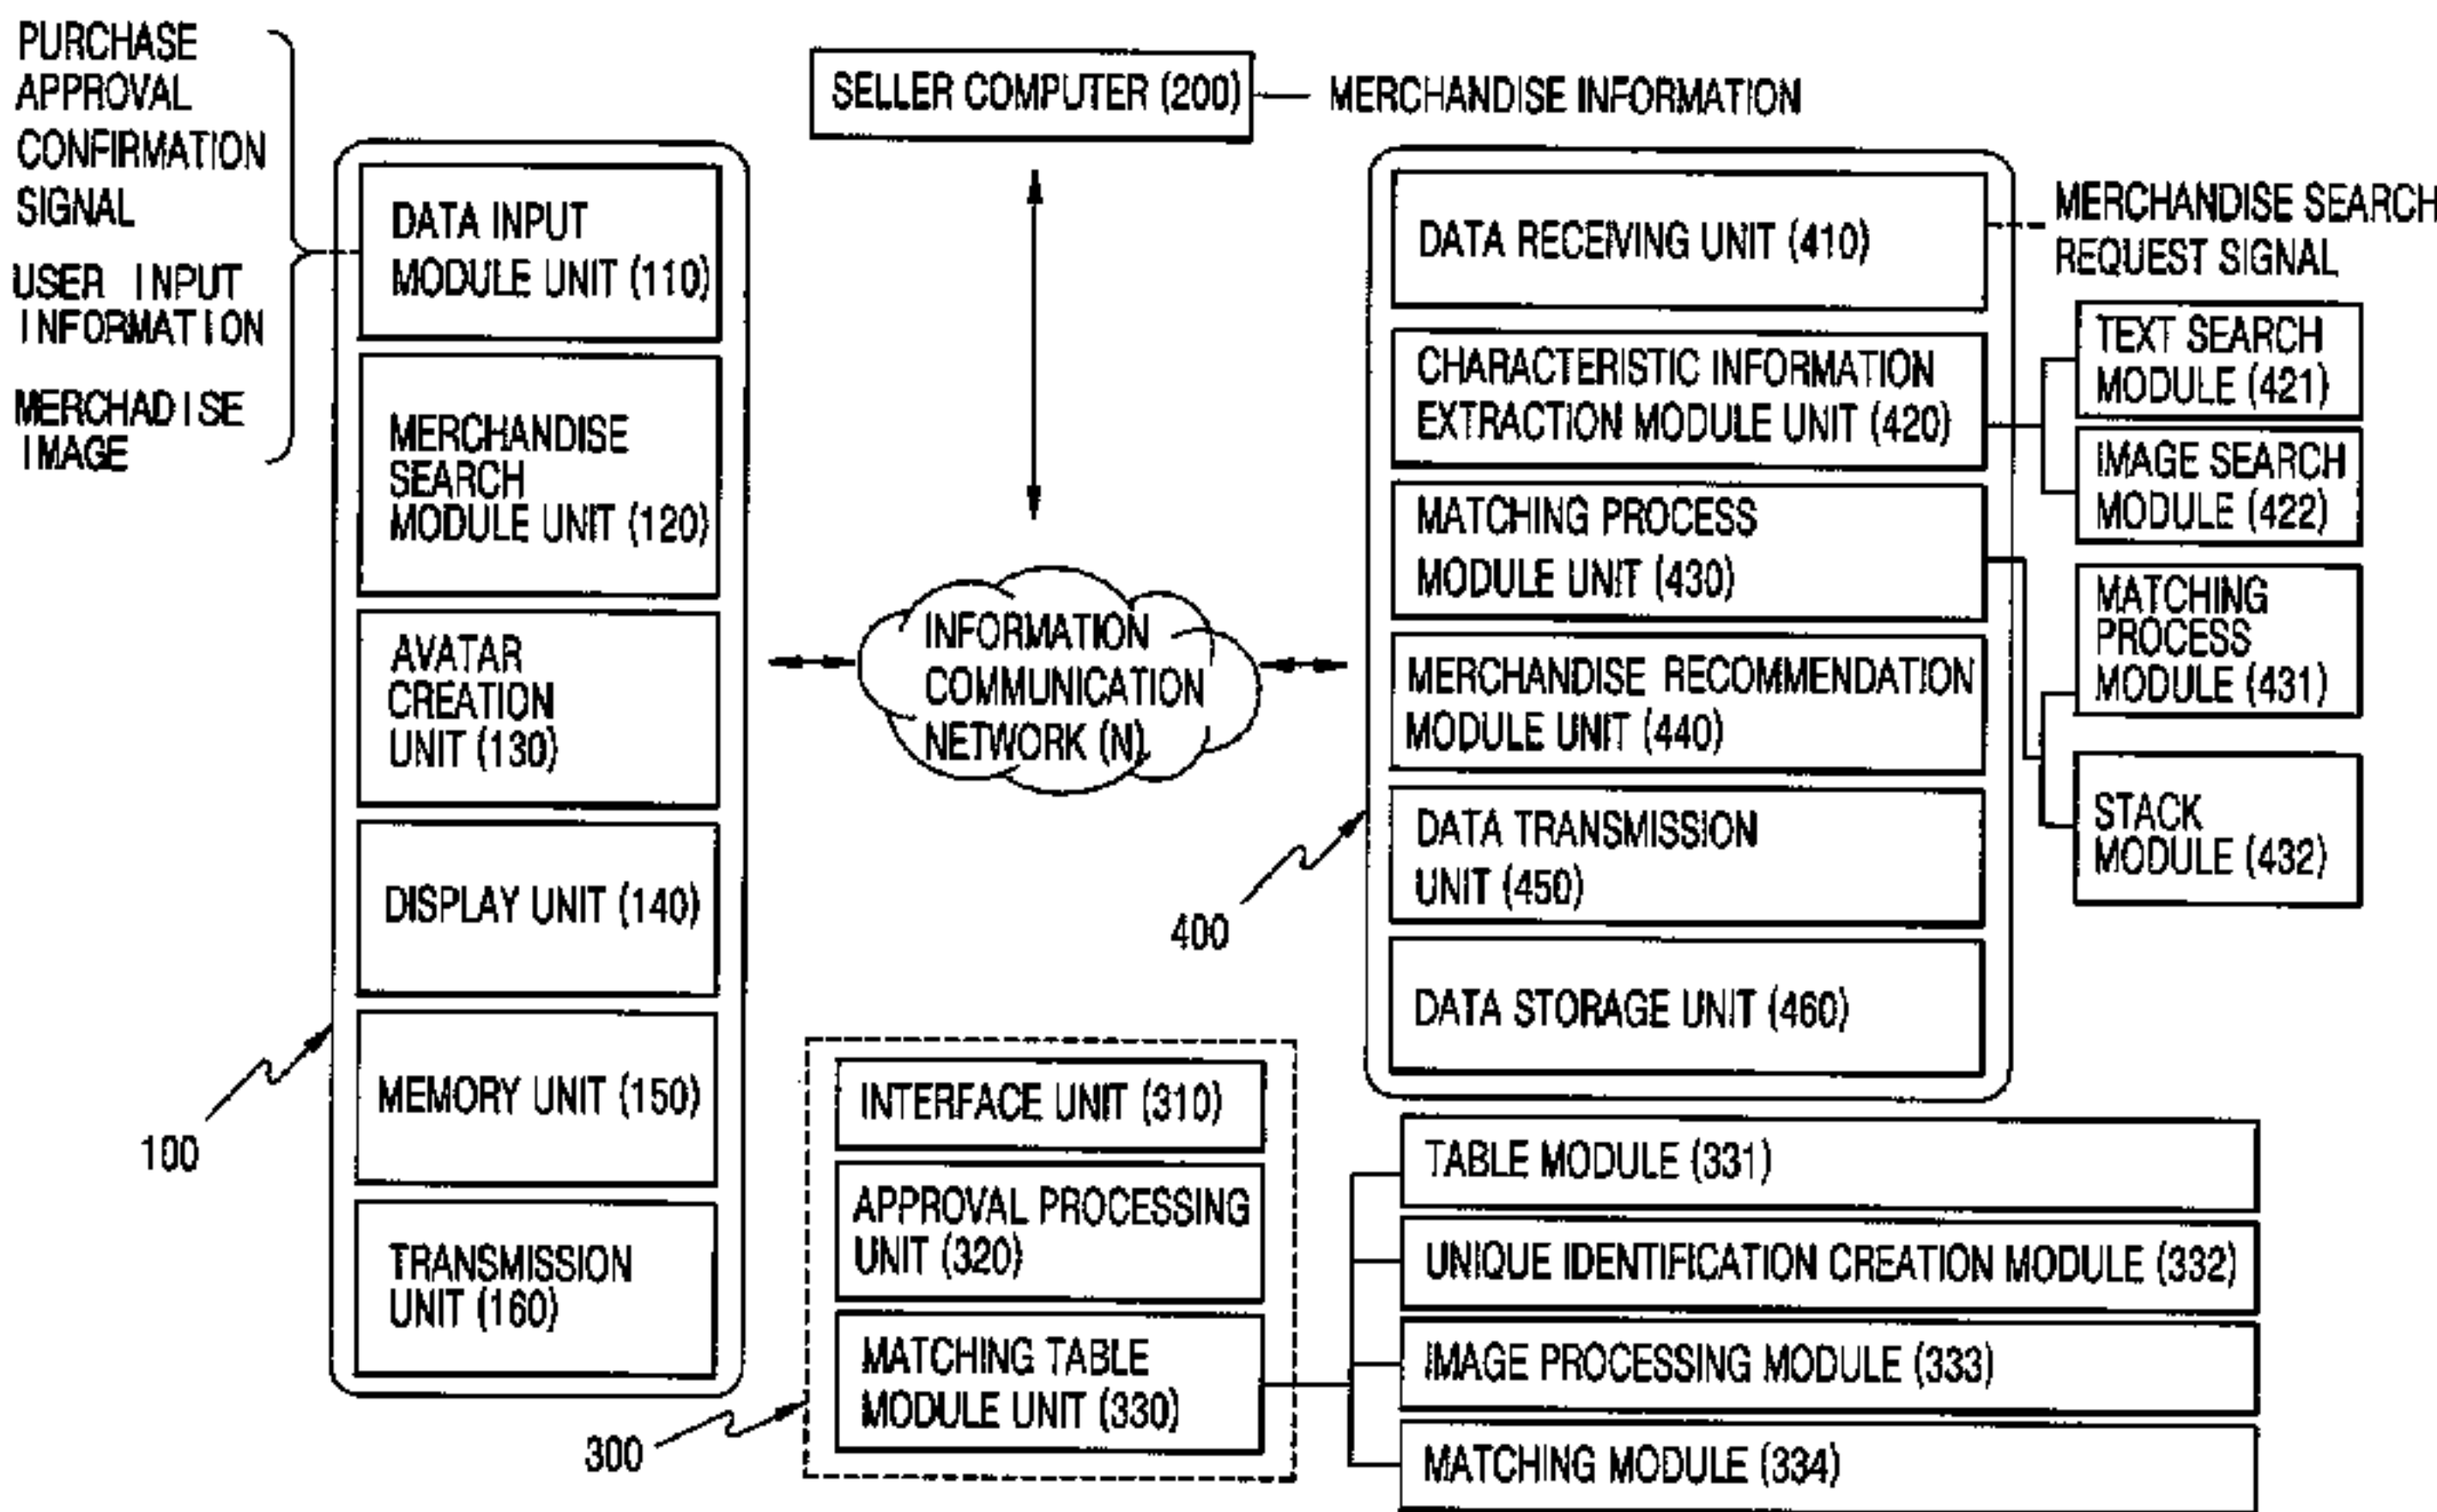 PURCHASE
APPROVAL
CONFIRMATION
SIGNAL
USER INPUT
INFORMATION
MERCHADISE
IMAGE
DATA INPUT
MODULE UNIT (110)
MERCHANDISE
SEARCH
MODULE UNIT (120)
AVATAR
CREATION
UNIT (130)
DISPLAY UNIT (140)
MEMORY UNIT (150)
TRANSMISSION
UNIT (160)
100
SELLER COMPUTER (200)
MERCHANDISE INFORMATION
INFORMATION
COMMUNICATION
NETWORK (N)
DATA RECEIVING UNIT (410)
MERCHANDISE SEARCH
REQUEST SIGNAL
CHARACTERISTIC INFORMATION
EXTRACTION MODULE UNIT (420)
TEXT SEARCH
MODULE (421)
IMAGE SEARCH
MODULE (422)
MATCHING PROCESS
MODULE UNIT (430)
MATCHING
PROCESS
MODULE (431)
STACK
MODULE (432)
MERCHANDISE RECOMMENDATION
MODULE UNIT (440)
DATA TRANSMISSION
UNIT (450)
DATA STORAGE UNIT (460)
400
INTERFACE UNIT (310)
APPROVAL PROCESSING
UNIT (320)
MATCHING TABLE
MODULE UNIT (330)
300
TABLE MODULE (331)
UNIQUE IDENTIFICATION CREATION MODULE (332)
IMAGE PROCESSING MODULE (333)
MATCHING MODULE (334)